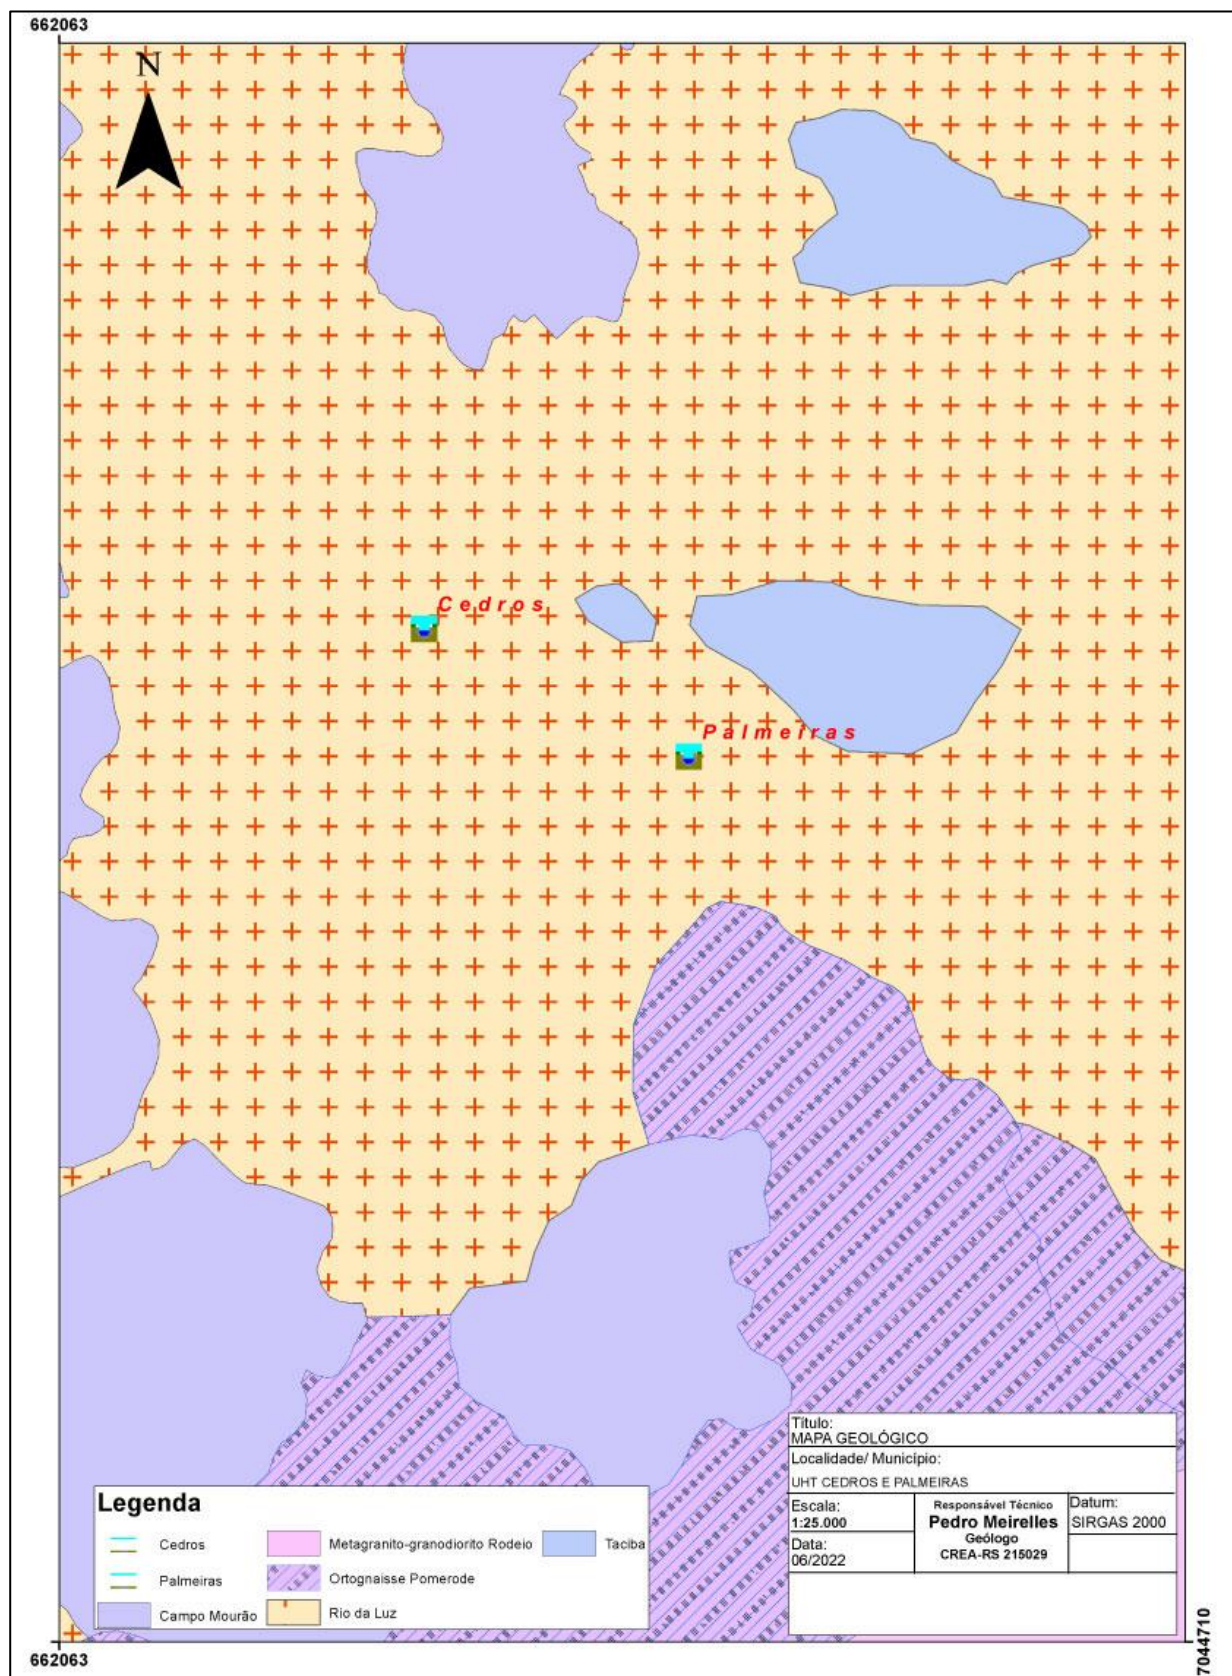 662063
N
Cedros
Palmeiras
Título:
MAPA GEOLÓGICO
Localidade/ Município:
UHT CEDROS E PALMEIRAS
Escala:
1:25.000
Data:
06/2022
Responsável Técnico
Pedro Meirelles
Geólogo
CREA-RS 215029
Datum:
SIRGAS 2000
Legenda
Cedros
Palmeiras
Campo Mourão
Metagranito-granodiorito Rodeio
Ortognaisse Pomerode
Rio da Luz
Taciba
662063
7044710